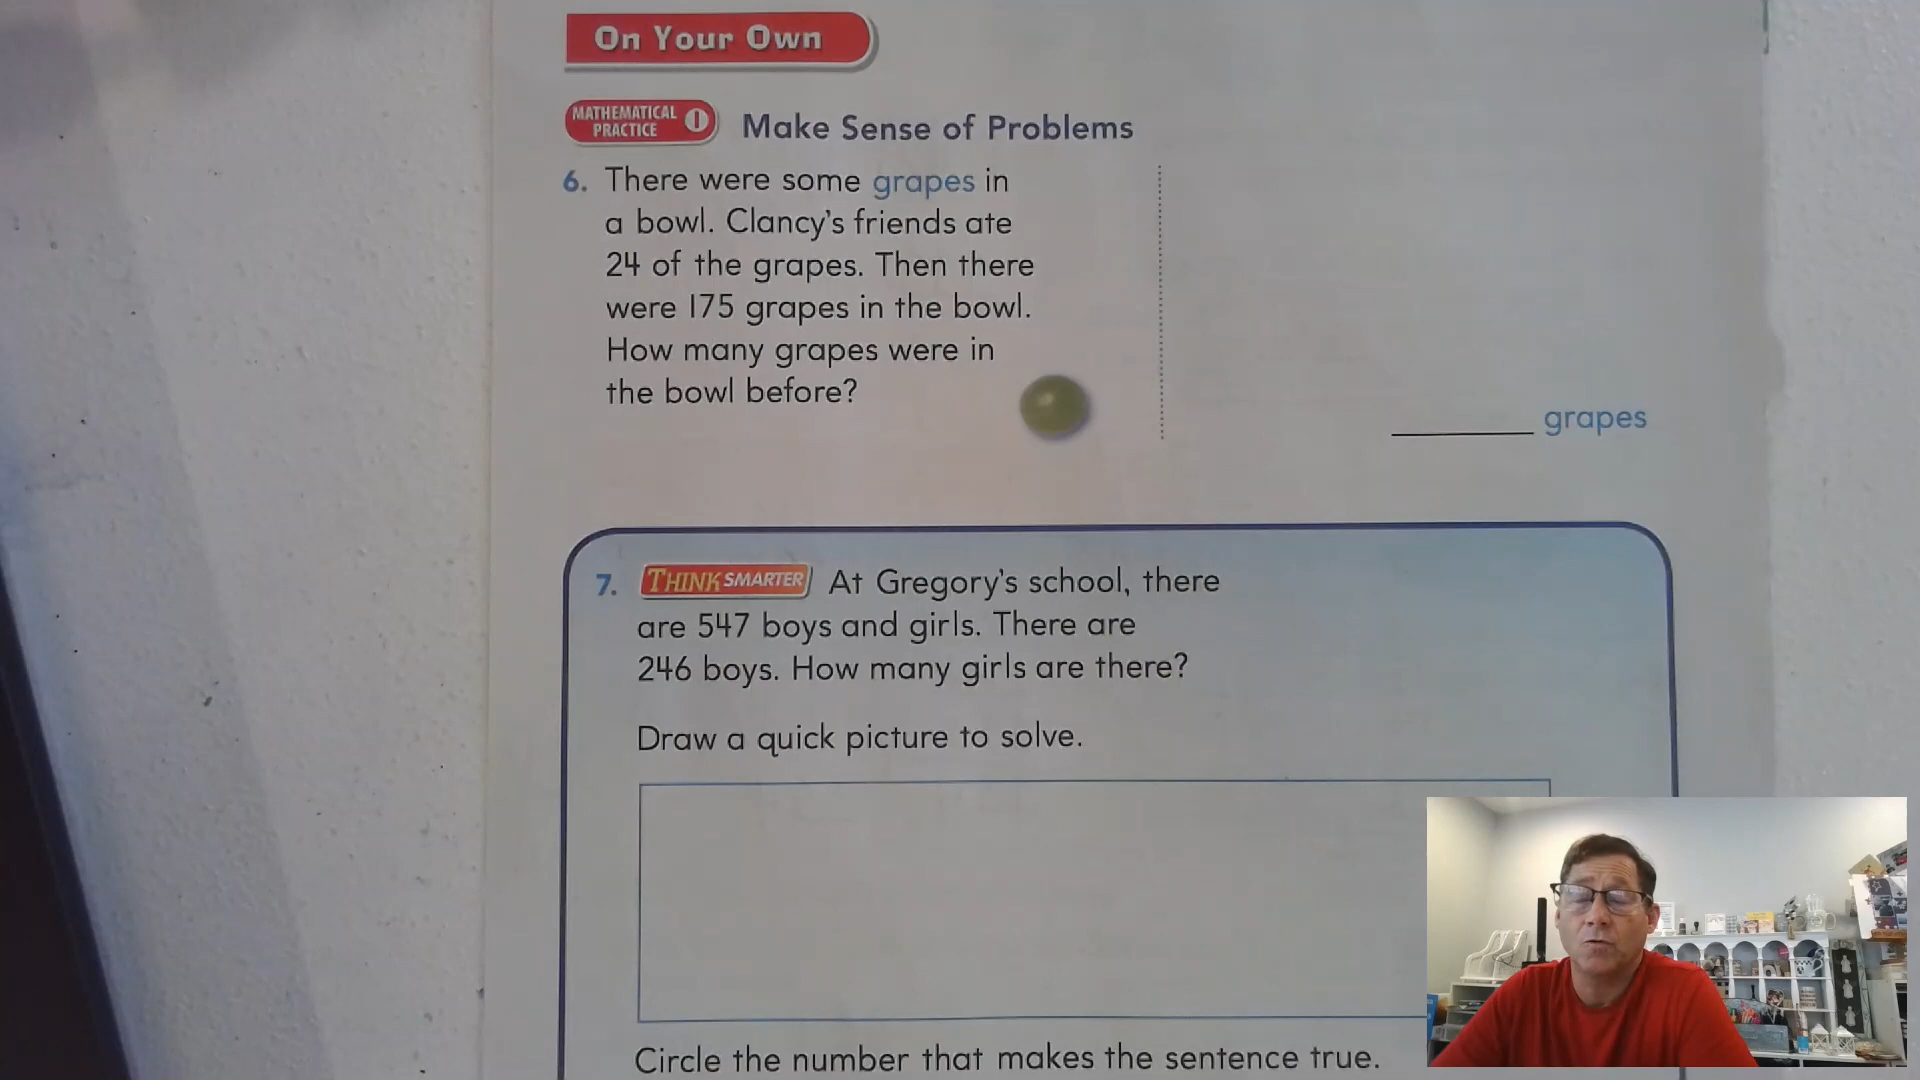 On Your Own
MATHEMATICAL
PRACTICE 1
Make Sense of Problems
6. There were some grapes in
a bowl. Clancy's friends ate
24 of the grapes. Then there
were 175 grapes in the bowl.
How many grapes were in
the bowl before?
grapes
7. THINK SMARTER At Gregory's school, there
are 547 boys and girls. There are
246 boys. How many girls are there?
Draw a quick picture to solve.
Circle the number that makes the sentence true.